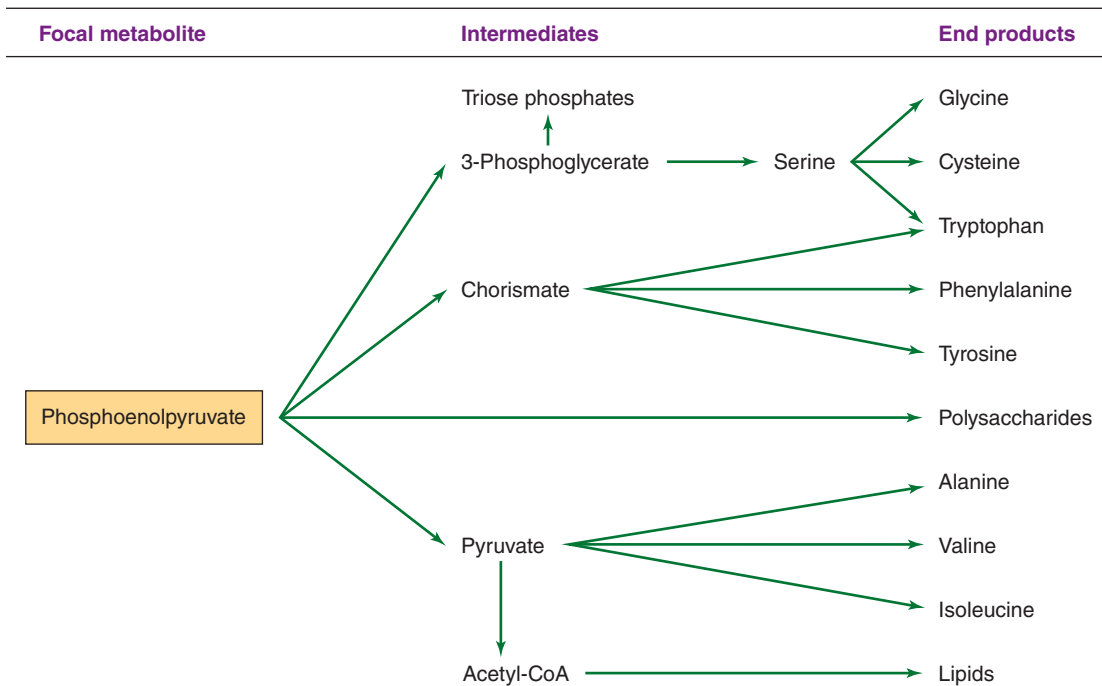 Focal metabolite Intermediates End products
Triose phosphates Glycine
3-Phosphoglycerate Serine Cysteine
Tryptophan
Chorismate Phenylalanine
Tyrosine
Phosphoenolpyruvate Polysaccharides
Alanine
Pyruvate Valine
Isoleucine
Acetyl-CoA Lipids